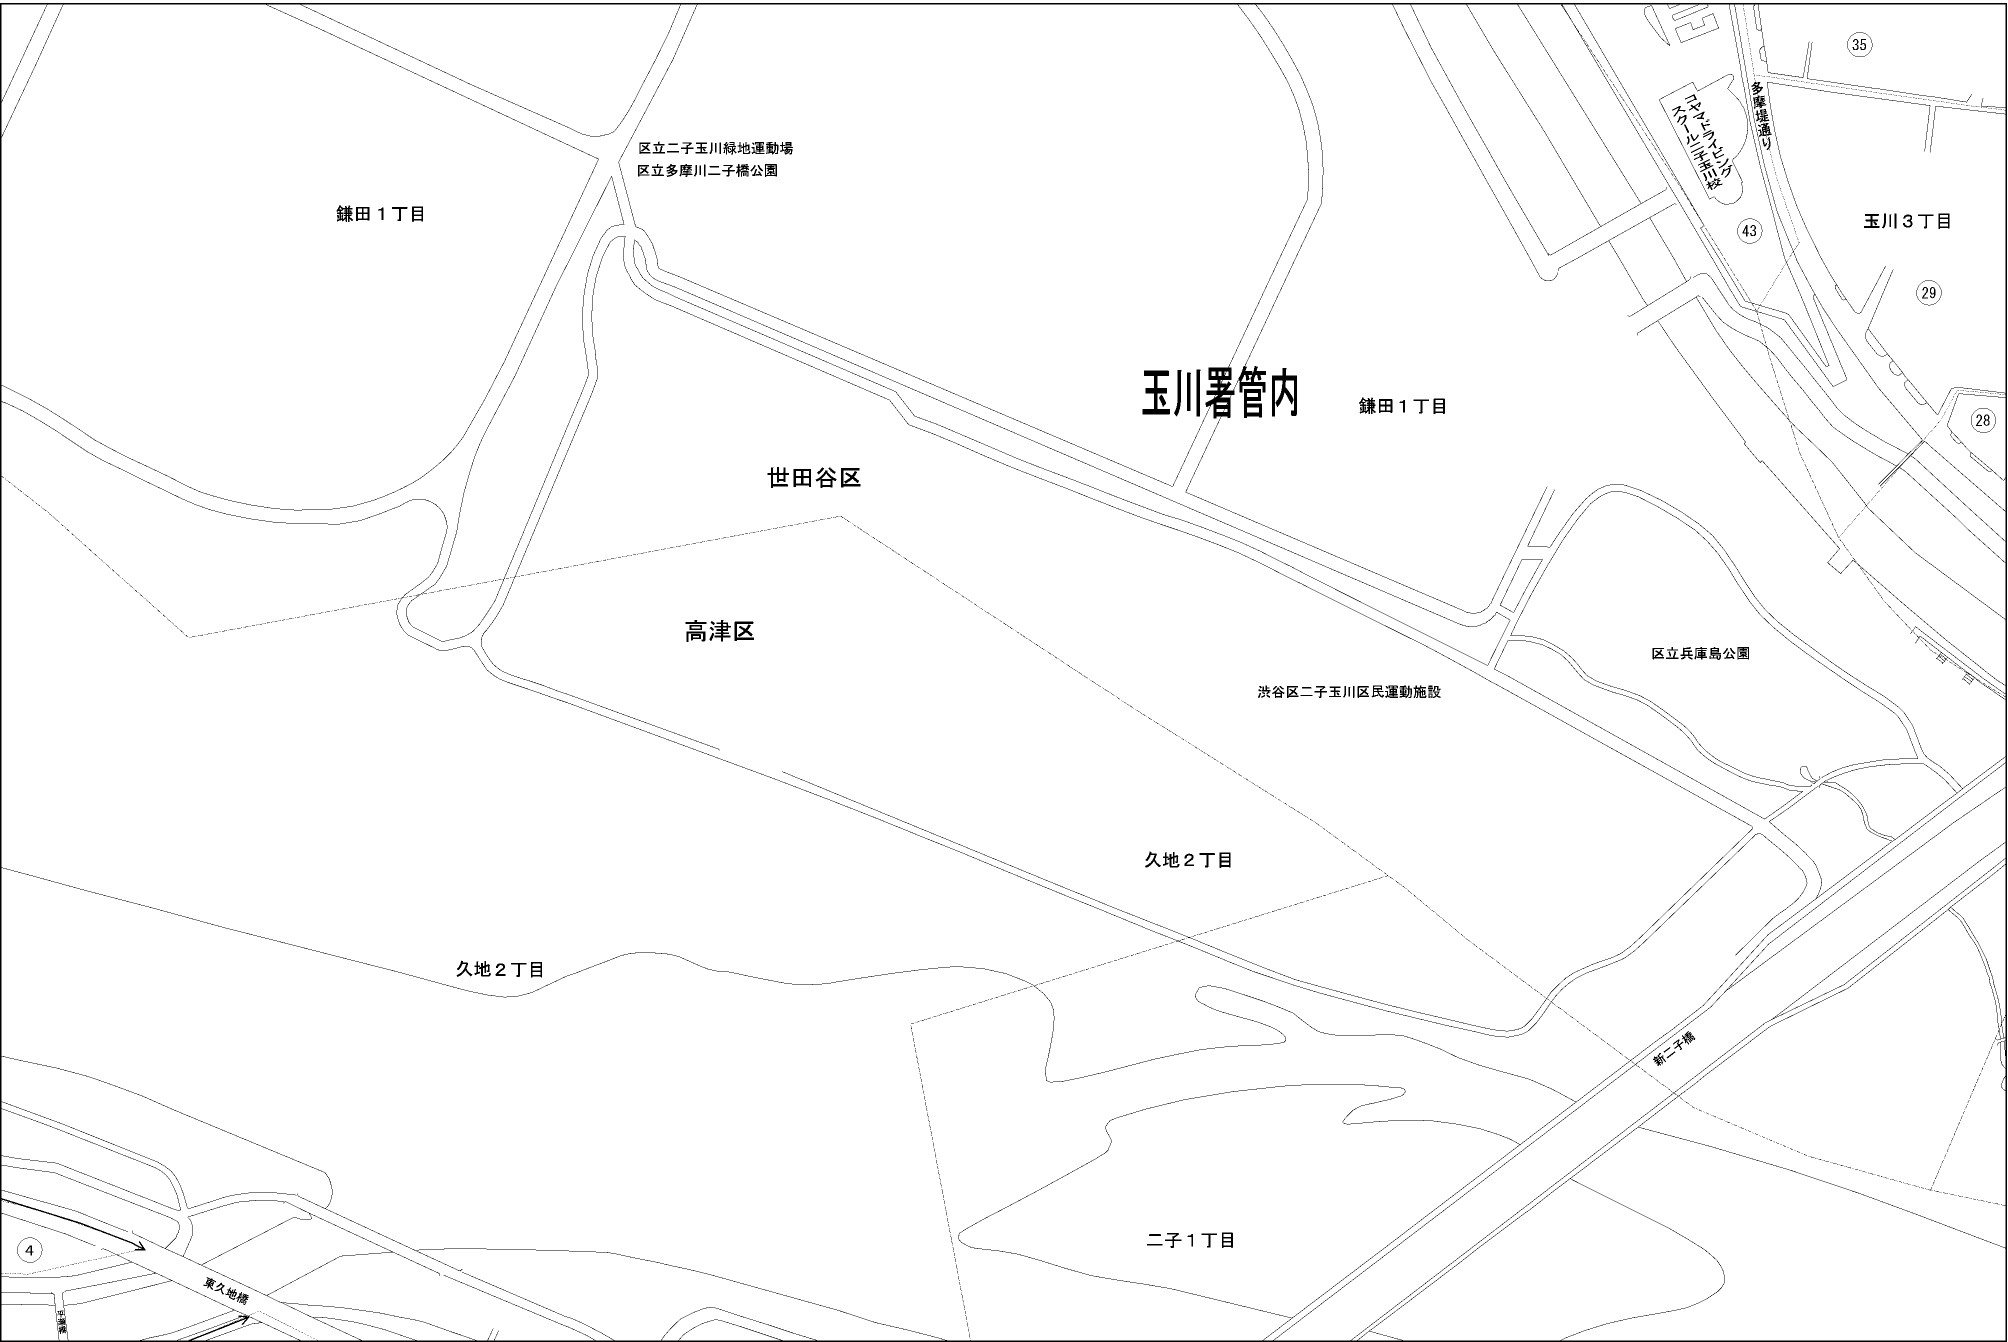 35
多摩堤通り
コヤマドライビング
スクール二子玉川校
区立二子玉川緑地運動場
区立多摩川二子橋公園
鎌田１丁目
43
玉川３丁目
29
玉川署管内
鎌田１丁目
28
世田谷区
高津区
区立兵庫島公園
渋谷区二子玉川区民運動施設
久地２丁目
久地２丁目
新二子橋
二子１丁目
4
東久地橋
平瀬橋